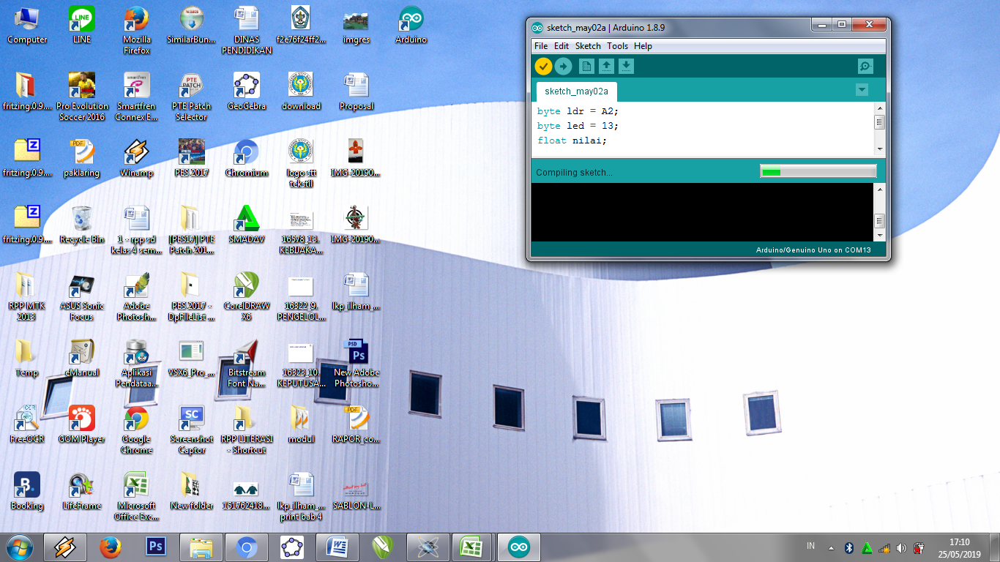 Computer
LINE
Mozilla
Firefox
SimilarBun...
DINAS
PENDIDIKAN
f2e76f24ff2...
imgres
Arduino
fritzing.0.9....
Pro Evolution
Soccer 2016
Smartfren
Connex E...
PTE Patch
Selector
GeoGebra
download
Proposal
fritzing.0.9....
paklaring
Winamp
PES 2017
Chromium
logo stt
tekstil
IMG-20190...
fritzing.0.9....
Recycle Bin
1 - rpp sd
kelas 4 sem...
[PES17] PTE
Patch 201...
SMADΔV
16578_13.
KEBIJAKA...
IMG-20190...
RPP MTK
2013
ASUS Sonic
Focus
Adobe
Photosh...
PES 2017 -
DpFileList ...
CorelDRAW
X6
16322_9.
PENGELOL...
lkp_ilham_...
Temp
eManual
Aplikasi
Pendataa...
VSX6_Pro_...
Bitstream
Font Na...
16323_10.
KEPUTUSA...
New Adobe
Photosho...
FreeOCR
GOM Player
Google
Chrome
Screenshot
Captor
RPP LITERASI
- Shortcut
modul
RAPOR_co...
Booking
LifeFrame
Microsoft
Office Exc...
New folder
151762418...
lkp_ilham_...
print bab 4
SABLON-L...
sketch_may02a | Arduino 1.8.9
File Edit Sketch Tools Help
sketch_may02a
byte ldr = A2;
byte led = 13;
float nilai;
Compiling sketch...
Arduino/Genuino Uno on COM13
IN
17:10
25/05/2019